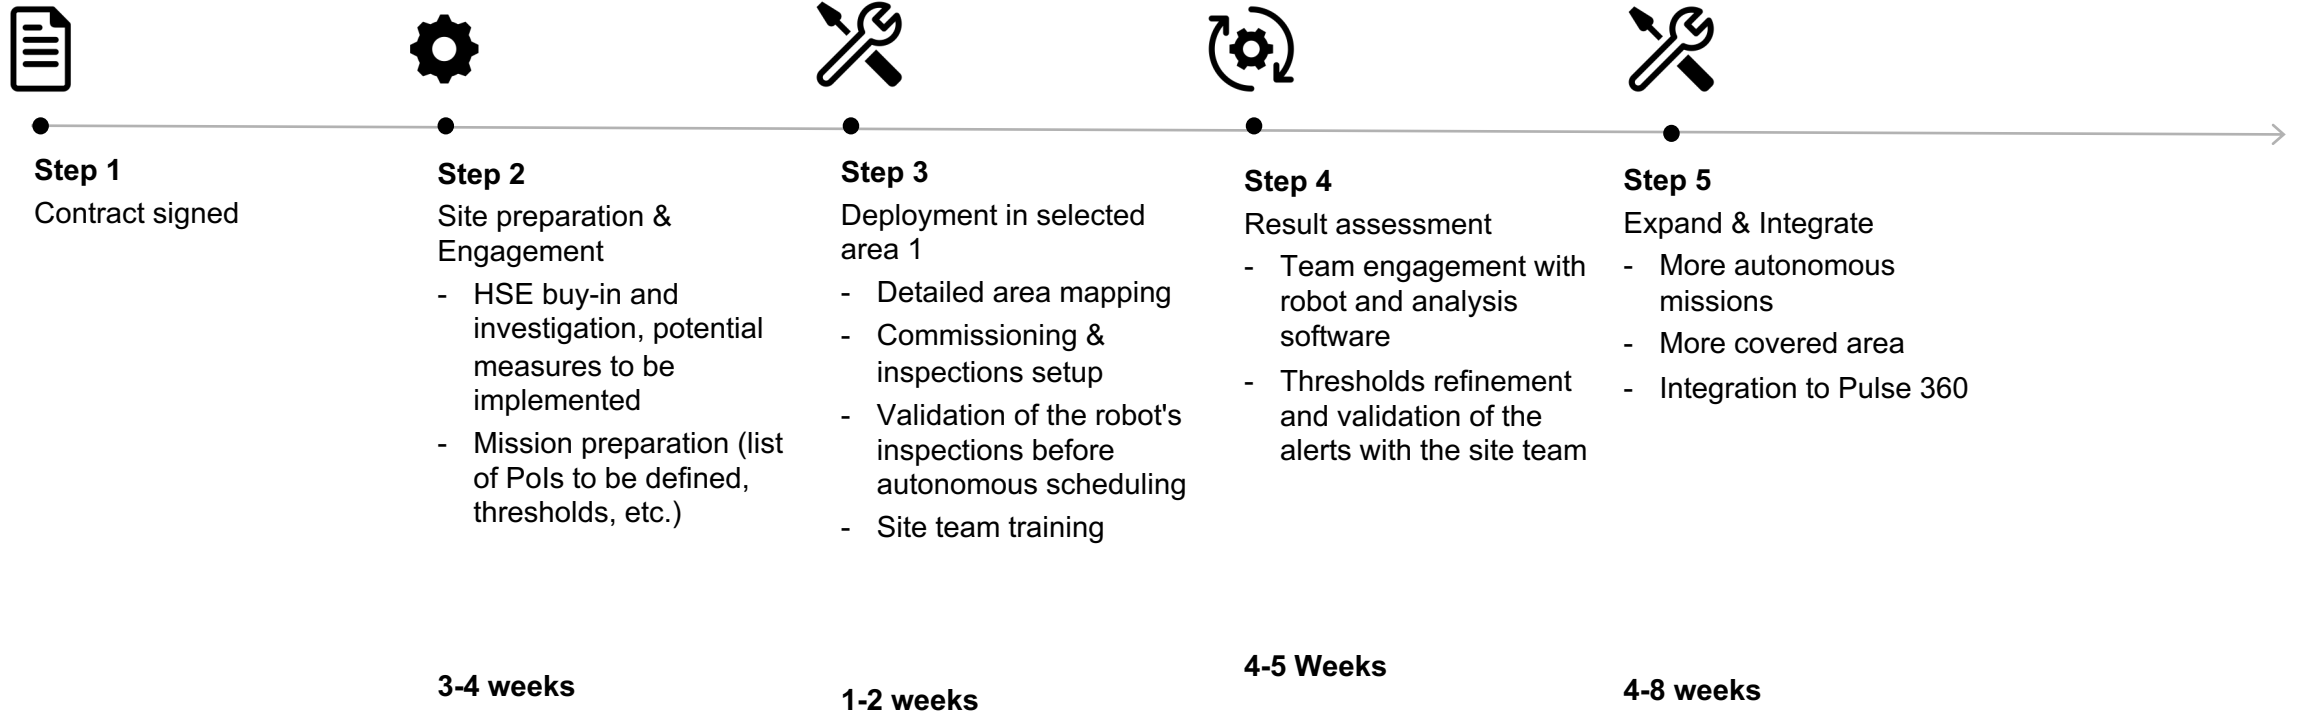 Step 1
Contract signed
Step 2
Site preparation &
Engagement
- HSE buy-in and
investigation, potential
measures to be
implemented
- Mission preparation (list
of PoIs to be defined,
thresholds, etc.)
3-4 weeks
Step 3
Deployment in selected
area 1
- Detailed area mapping
- Commissioning &
inspections setup
- Validation of the robot's
inspections before
autonomous scheduling
- Site team training
1-2 weeks
Step 4
Result assessment
- Team engagement with
robot and analysis
software
- Thresholds refinement
and validation of the
alerts with the site team
4-5 Weeks
Step 5
Expand & Integrate
- More autonomous
missions
- More covered area
- Integration to Pulse 360
4-8 weeks